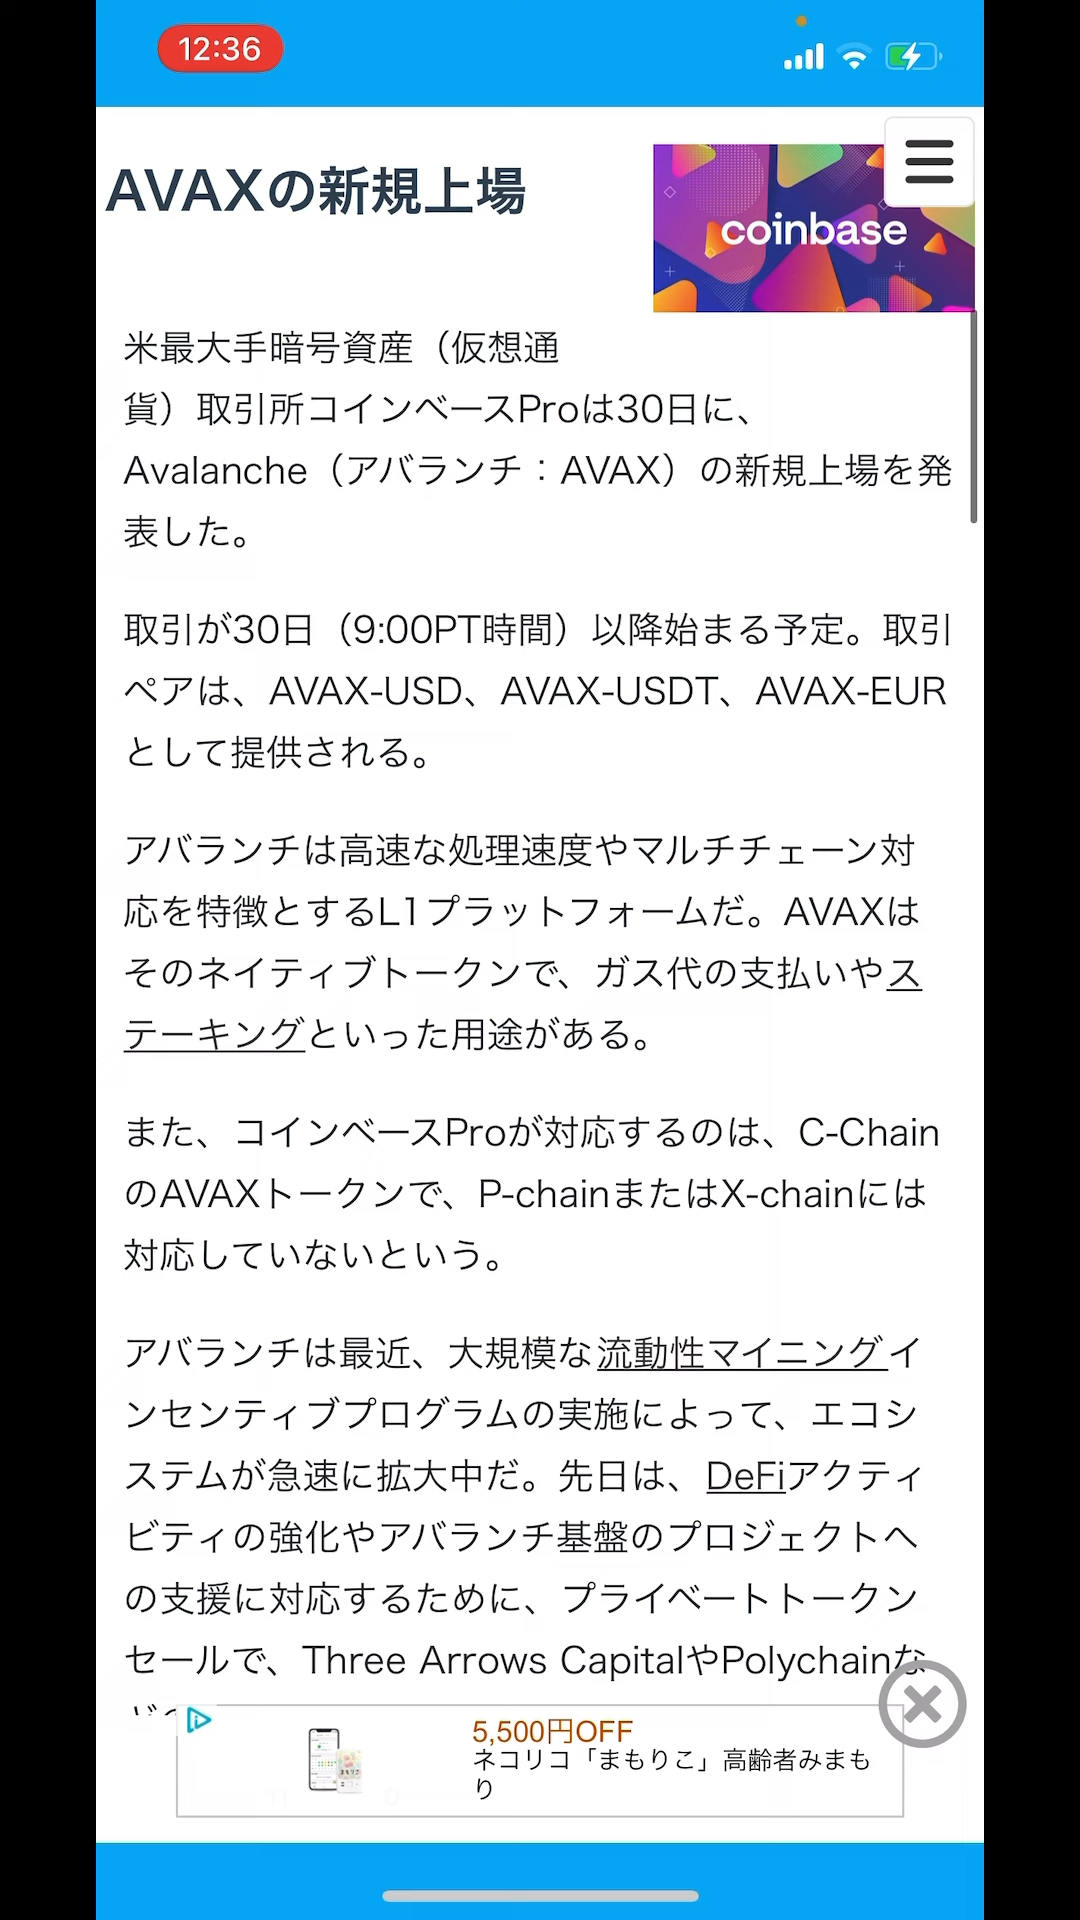 12:36
AVAXの新規上場
coinbase
米最大手暗号資産（仮想通
貨）取引所コインベースProは30日に、
Avalanche（アバランチ：AVAX）の新規上場を発
表した。
取引が30日（9:00PT時間）以降始まる予定。取引
ペアは、AVAX-USD、AVAX-USDT、AVAX-EUR
として提供される。
アバランチは高速な処理速度やマルチチェーン対
応を特徴とするL1プラットフォームだ。AVAXは
そのネイティブトークンで、ガス代の支払いやス
テーキングといった用途がある。
また、コインベースProが対応するのは、C-Chain
のAVAXトークンで、P-chainまたはX-chainには
対応していないという。
アバランチは最近、大規模な流動性マイニングイ
ンセンティブプログラムの実施によって、エコシ
ステムが急速に拡大中だ。先日は、DeFiアクティ
ビティの強化やアバランチ基盤のプロジェクトへ
の支援に対応するために、プライベートトークン
セールで、Three Arrows CapitalやPolychainな
5,500円OFF
ネコリコ「まもりこ」高齢者みまも
り